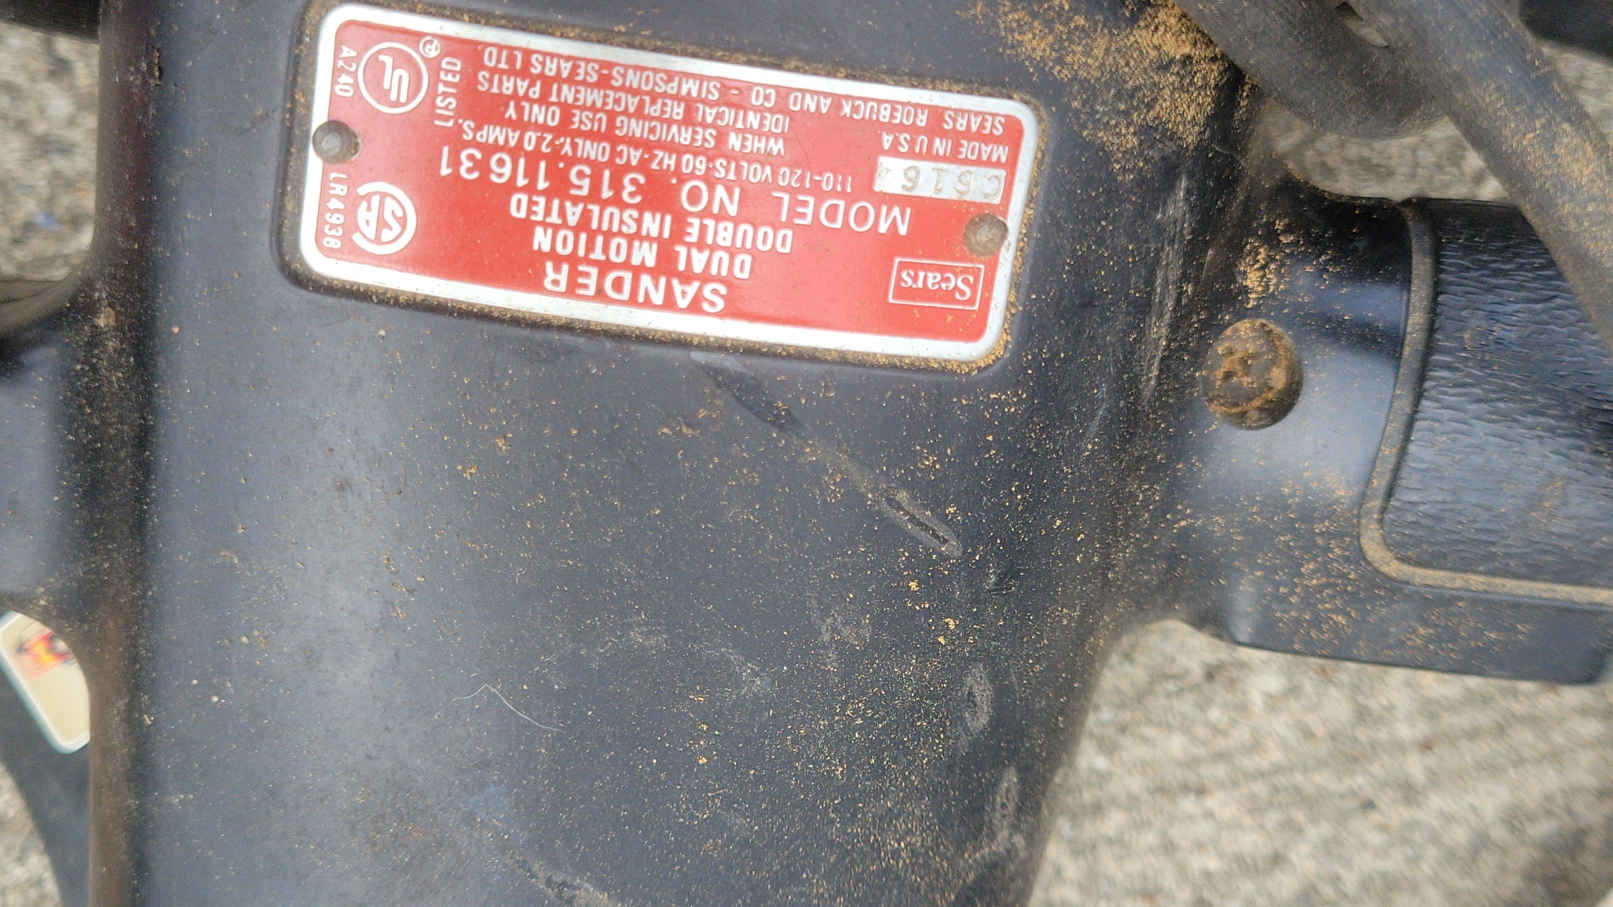 Sears
SANDER
DUAL MOTION
DOUBLE INSULATED
MODEL NO. 315.11631
110-120 VOLTS-60 HZ-AC ONLY-2.0 AMPS.
WHEN SERVICING USE ONLY
IDENTICAL REPLACEMENT PARTS
MADE IN U.S.A.
SEARS ROEBUCK AND CO - SIMPSONS-SEARS LTD.
SA
LR4938
LISTED
UL
R
A240